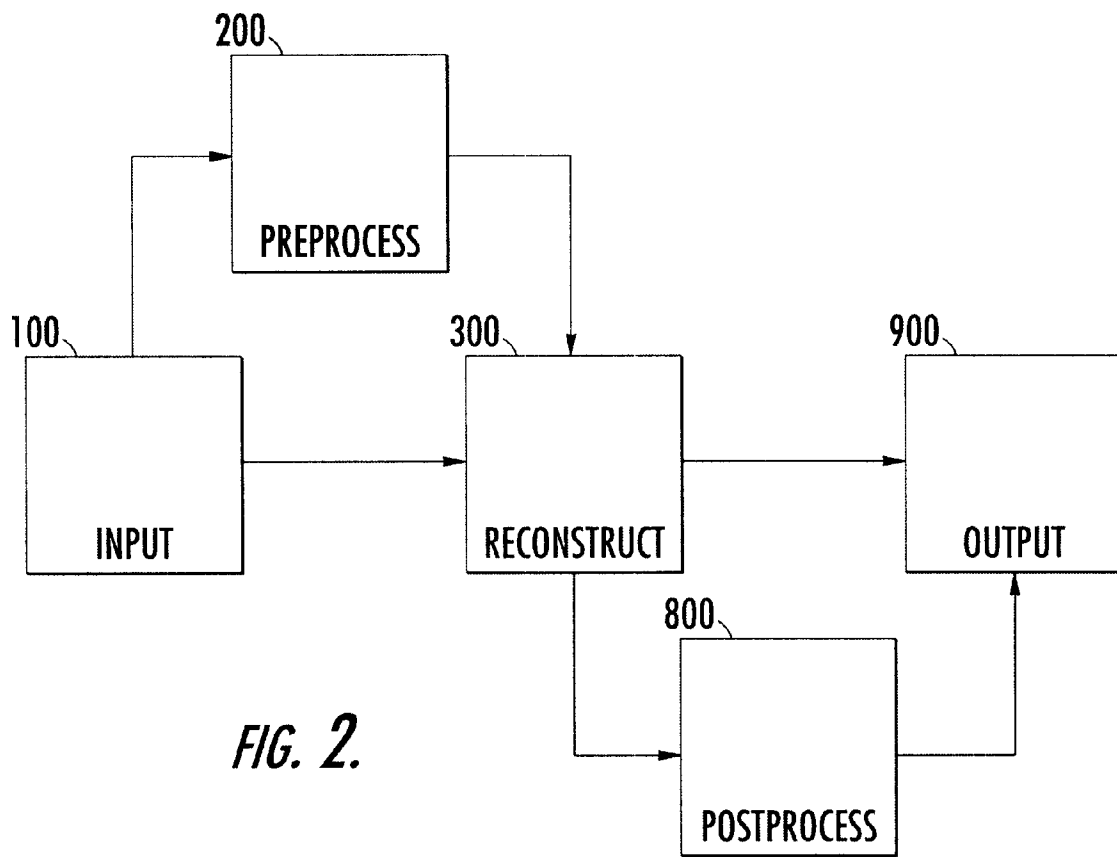 200
PREPROCESS
100
INPUT
300
RECONSTRUCT
900
OUTPUT
800
POSTPROCESS
FIG. 2.